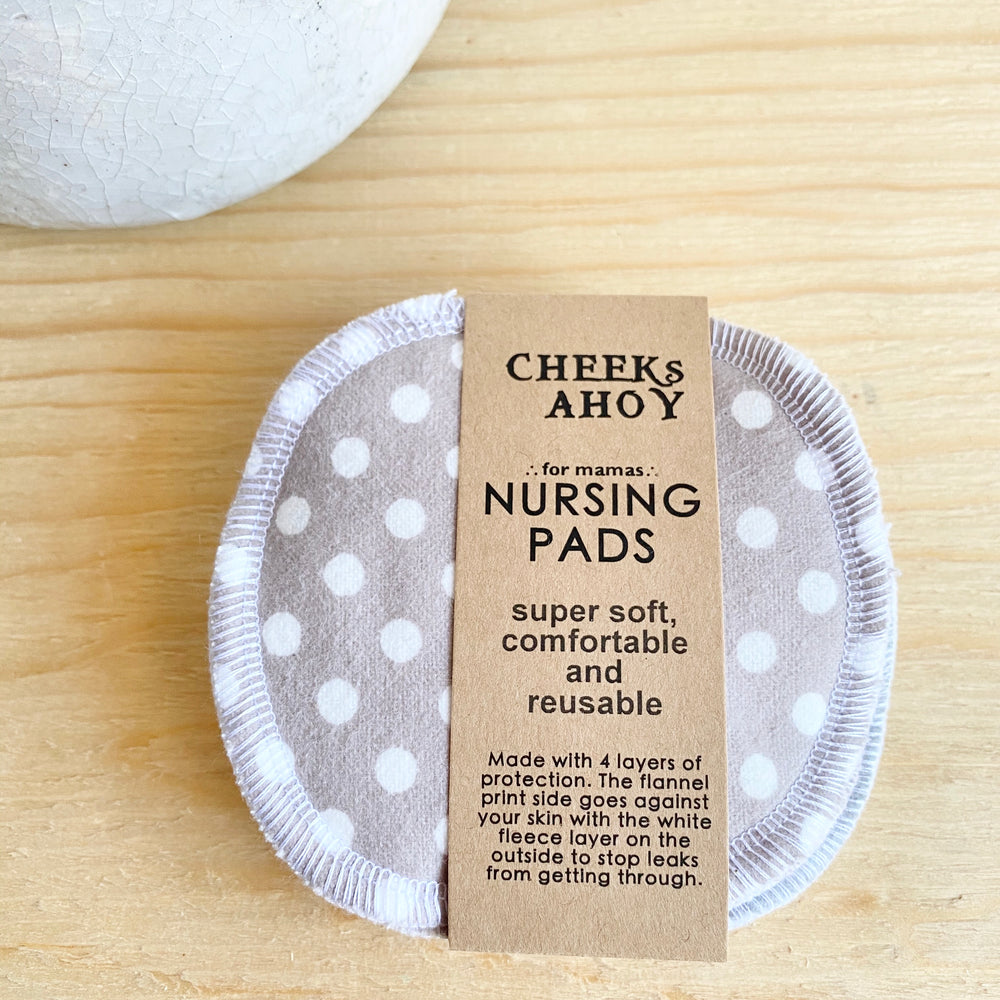 CHEEKS
AHOY
∴ for mamas ∴
NURSING
PADS
super soft,
comfortable
and
reusable
Made with 4 layers of
protection. The flannel
print side goes against
your skin with the white
fleece layer on the
outside to stop leaks
from getting through.